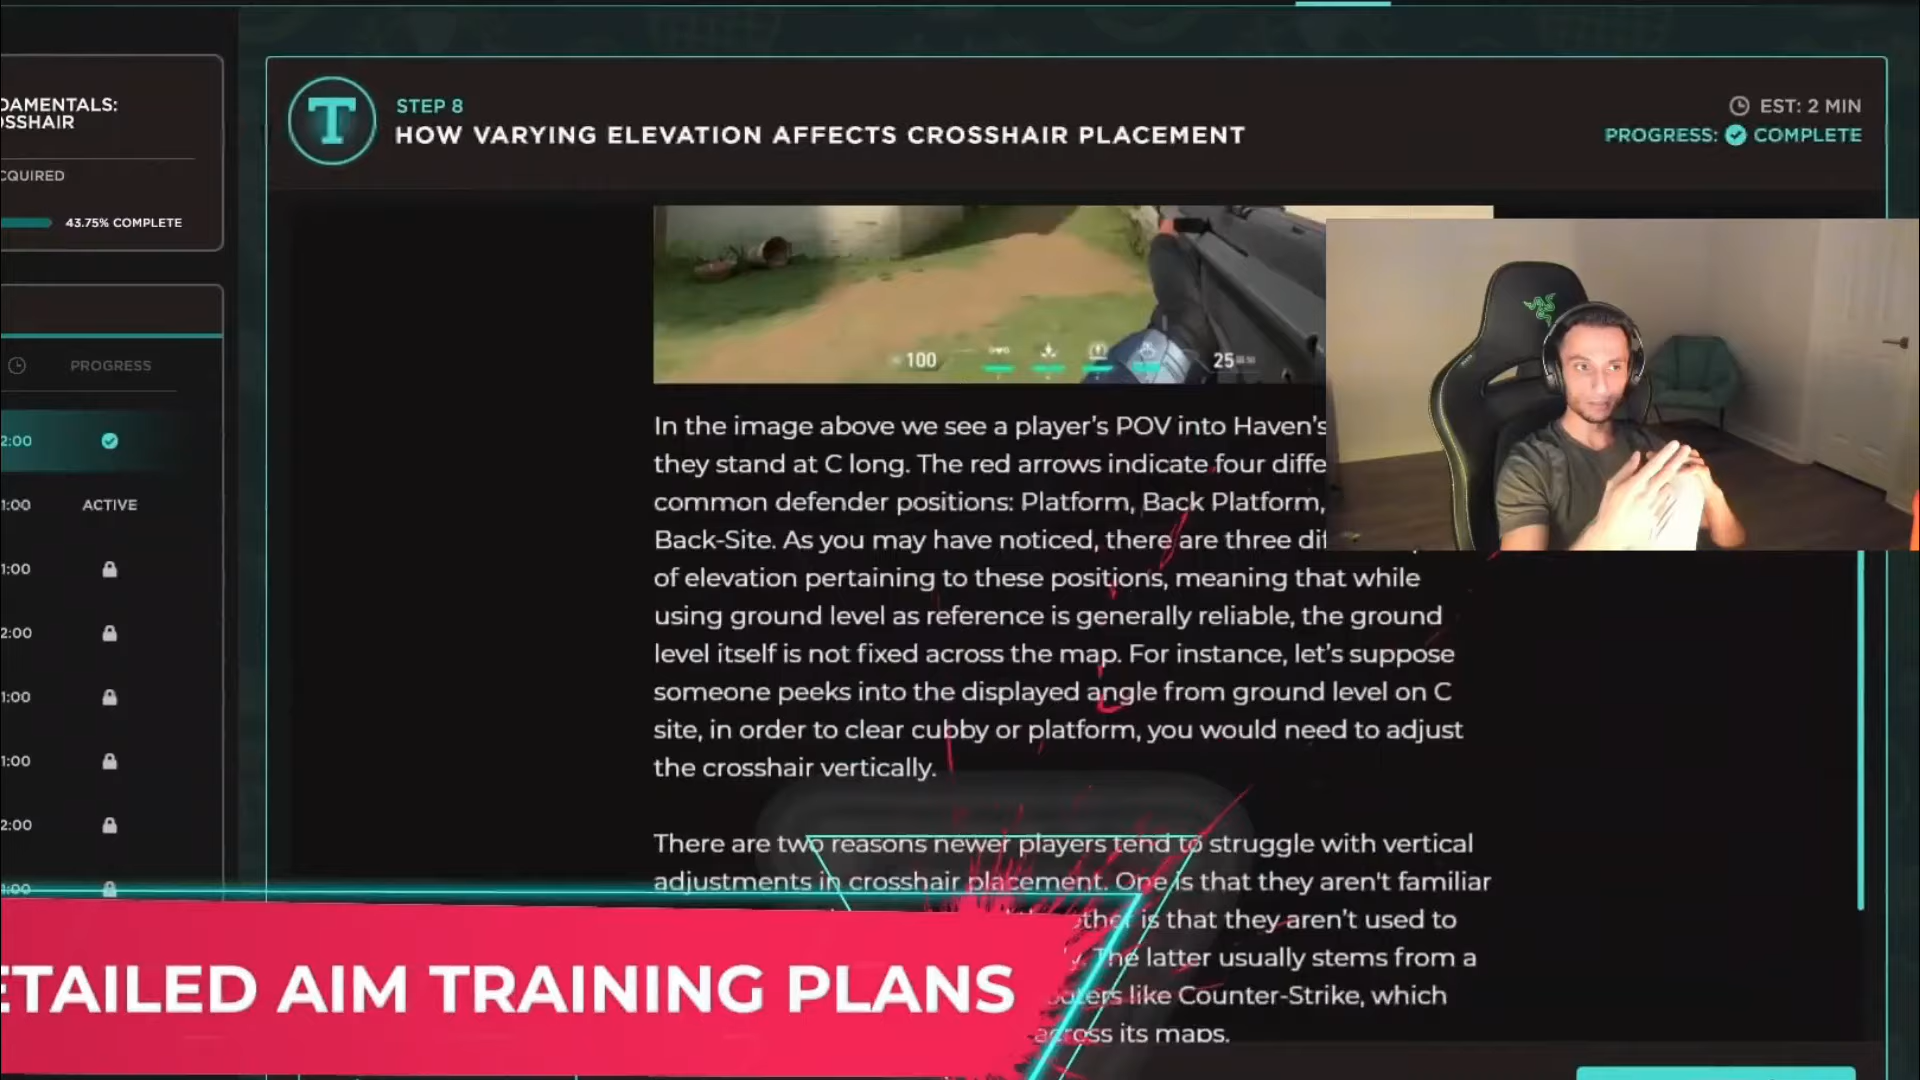 DAMENTALS:
SSHAIR
CQUIRED
43.75% COMPLETE
PROGRESS
2:00
1:00 ACTIVE
1:00
2:00
1:00
1:00
2:00
1:00
T
STEP 8
HOW VARYING ELEVATION AFFECTS CROSSHAIR PLACEMENT
EST: 2 MIN
PROGRESS: COMPLETE
100
25
In the image above we see a player’s POV into Haven’s
they stand at C long. The red arrows indicate four diffe
common defender positions: Platform, Back Platform,
Back-Site. As you may have noticed, there are three dif
of elevation pertaining to these positions, meaning that while
using ground level as reference is generally reliable, the ground
level itself is not fixed across the map. For instance, let’s suppose
someone peeks into the displayed angle from ground level on C
site, in order to clear cubby or platform, you would need to adjust
the crosshair vertically.
There are two reasons newer players tend to struggle with vertical
adjustments in crosshair placement. One is that they aren't familiar
other is that they aren’t used to
The latter usually stems from a
ooters like Counter-Strike, which
across its maps.
ETAILED AIM TRAINING PLANS